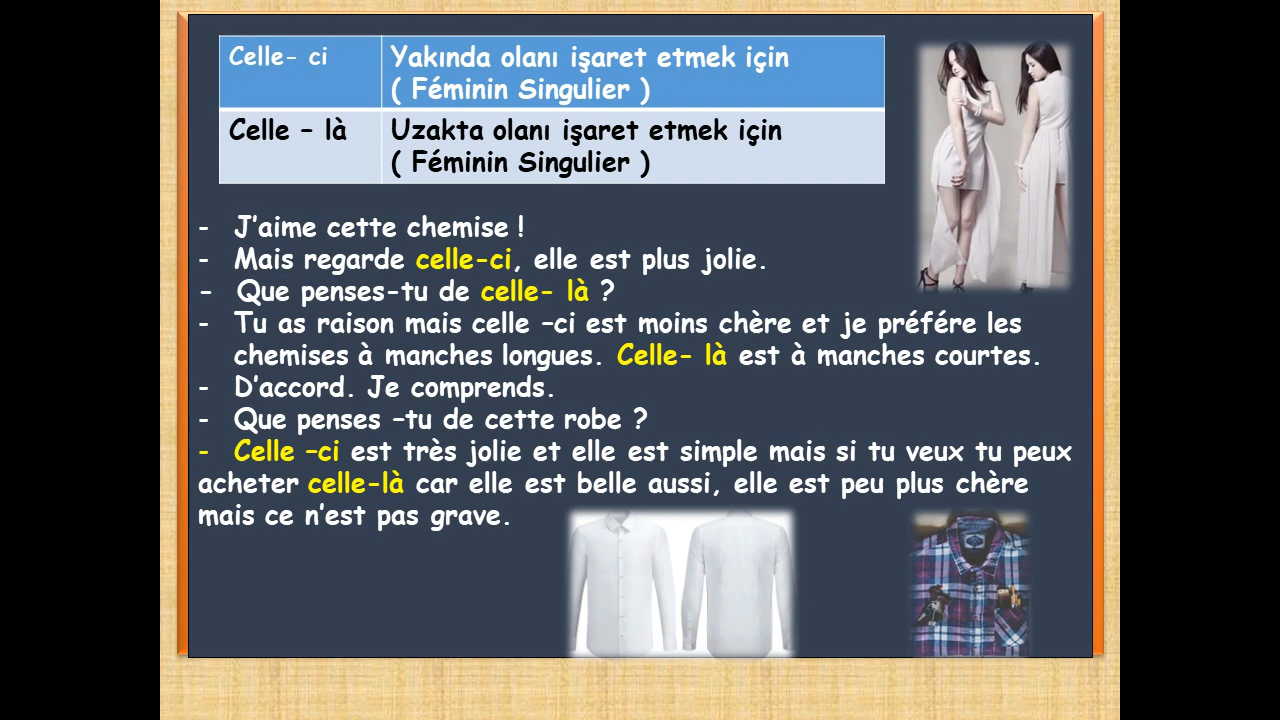 Celle- ci
Yakında olanı işaret etmek için
( Féminin Singulier )
Celle – là
Uzakta olanı işaret etmek için
( Féminin Singulier )
- J’aime cette chemise !
- Mais regarde celle-ci, elle est plus jolie.
- Que penses-tu de celle- là ?
- Tu as raison mais celle –ci est moins chère et je préfére les
chemises à manches longues. Celle- là est à manches courtes.
- D’accord. Je comprends.
- Que penses –tu de cette robe ?
- Celle –ci est très jolie et elle est simple mais si tu veux tu peux
acheter celle-là car elle est belle aussi, elle est peu plus chère
mais ce n’est pas grave.